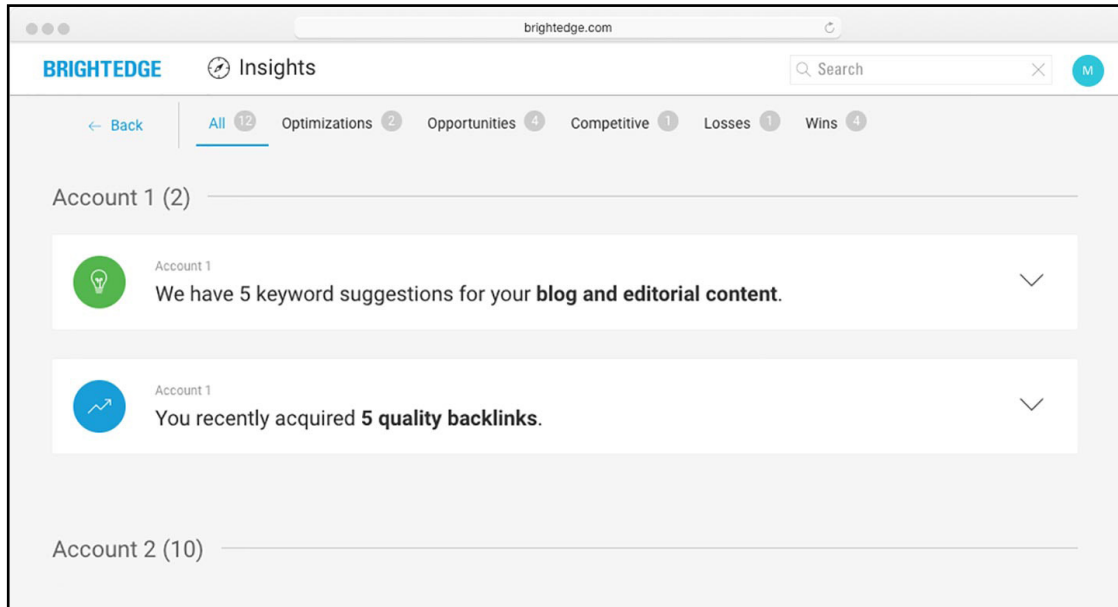 brightedge.com
BRIGHTEDGE Insights Search M
← Back All 12 Optimizations 2 Opportunities 4 Competitive 1 Losses 1 Wins 4
Account 1 (2)
Account 1
We have 5 keyword suggestions for your blog and editorial content.
Account 1
You recently acquired 5 quality backlinks.
Account 2 (10)